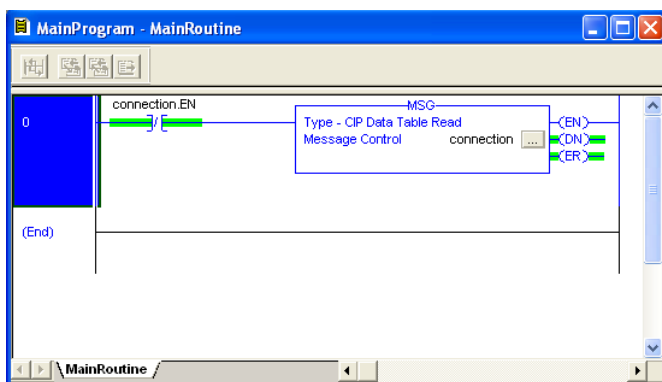 MainProgram - MainRoutine
connection.EN
MSG
0
Type - CIP Data Table Read
EN
Message Control connection ...
DN
ER
(End)
MainRoutine